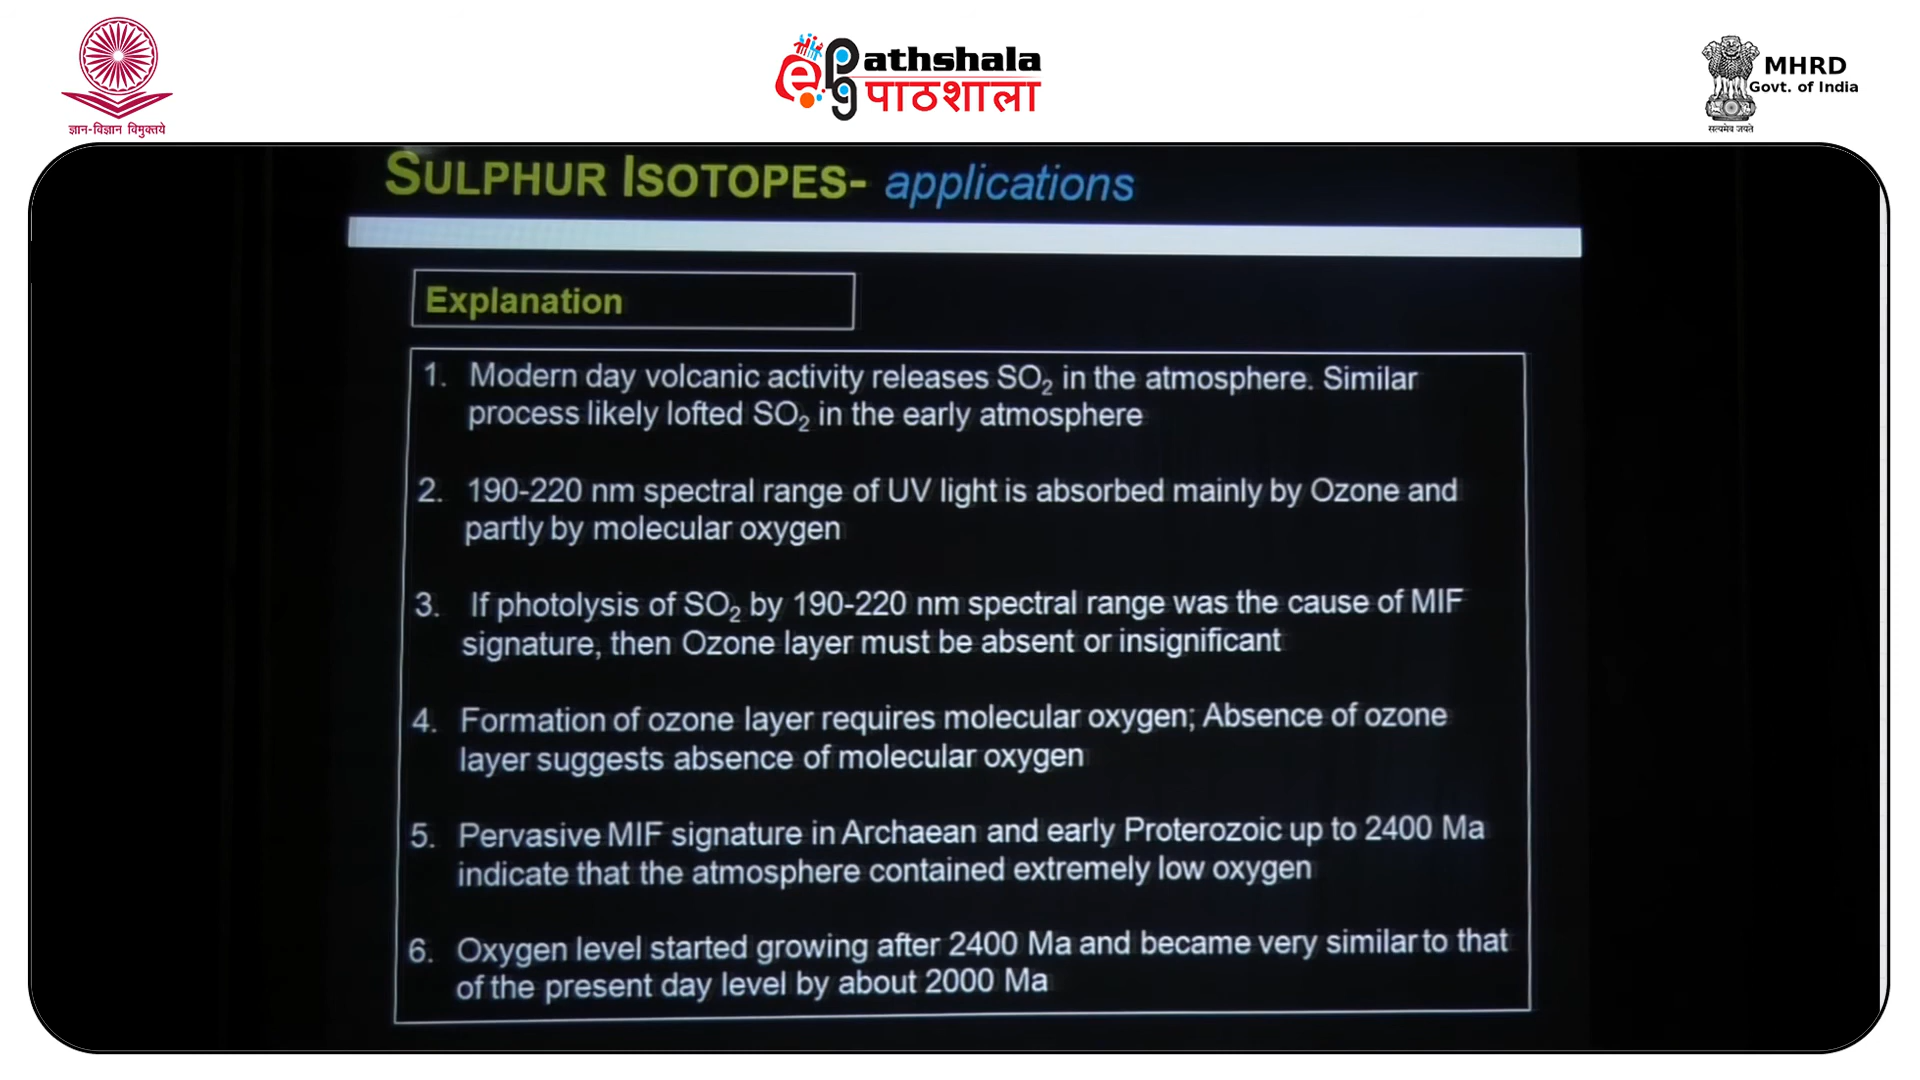 ज्ञान-विज्ञान विमुक्तये
ePathshala
पाठशाला
MHRD
Govt. of India
सत्यमेव जयते
SULPHUR ISOTOPES- applications
Explanation
1. Modern day volcanic activity releases SO₂ in the atmosphere. Similar
process likely lofted SO₂ in the early atmosphere
2. 190-220 nm spectral range of UV light is absorbed mainly by Ozone and
partly by molecular oxygen
3. If photolysis of SO₂ by 190-220 nm spectral range was the cause of MIF
signature, then Ozone layer must be absent or insignificant
4. Formation of ozone layer requires molecular oxygen; Absence of ozone
layer suggests absence of molecular oxygen
5. Pervasive MIF signature in Archaean and early Proterozoic up to 2400 Ma
indicate that the atmosphere contained extremely low oxygen
6. Oxygen level started growing after 2400 Ma and became very similar to that
of the present day level by about 2000 Ma